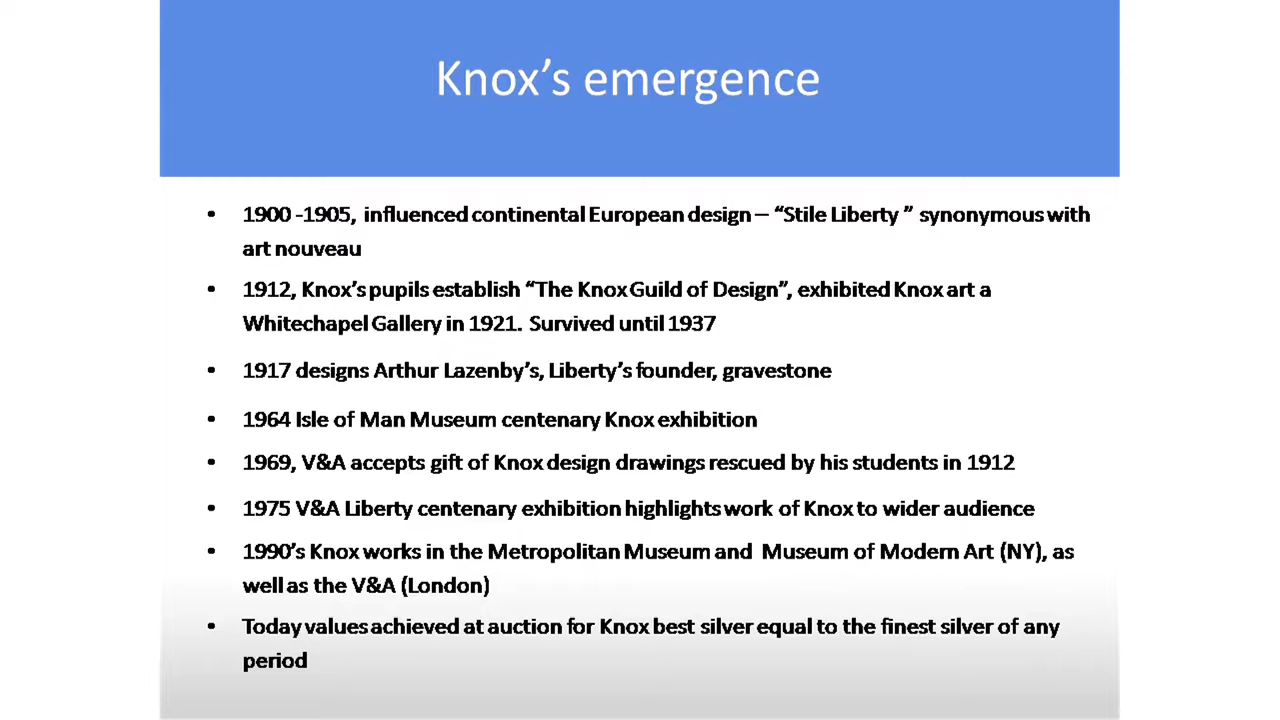 Knox’s emergence
• 1900 -1905, influenced continental European design – “Stile Liberty ” synonymous with
art nouveau
• 1912, Knox’s pupils establish “The Knox Guild of Design”, exhibited Knox art a
Whitechapel Gallery in 1921. Survived until 1937
• 1917 designs Arthur Lazenby’s, Liberty’s founder, gravestone
• 1964 Isle of Man Museum centenary Knox exhibition
• 1969, V&A accepts gift of Knox design drawings rescued by his students in 1912
• 1975 V&A Liberty centenary exhibition highlights work of Knox to wider audience
• 1990’s Knox works in the Metropolitan Museum and Museum of Modern Art (NY), as
well as the V&A (London)
• Today values achieved at auction for Knox best silver equal to the finest silver of any
period